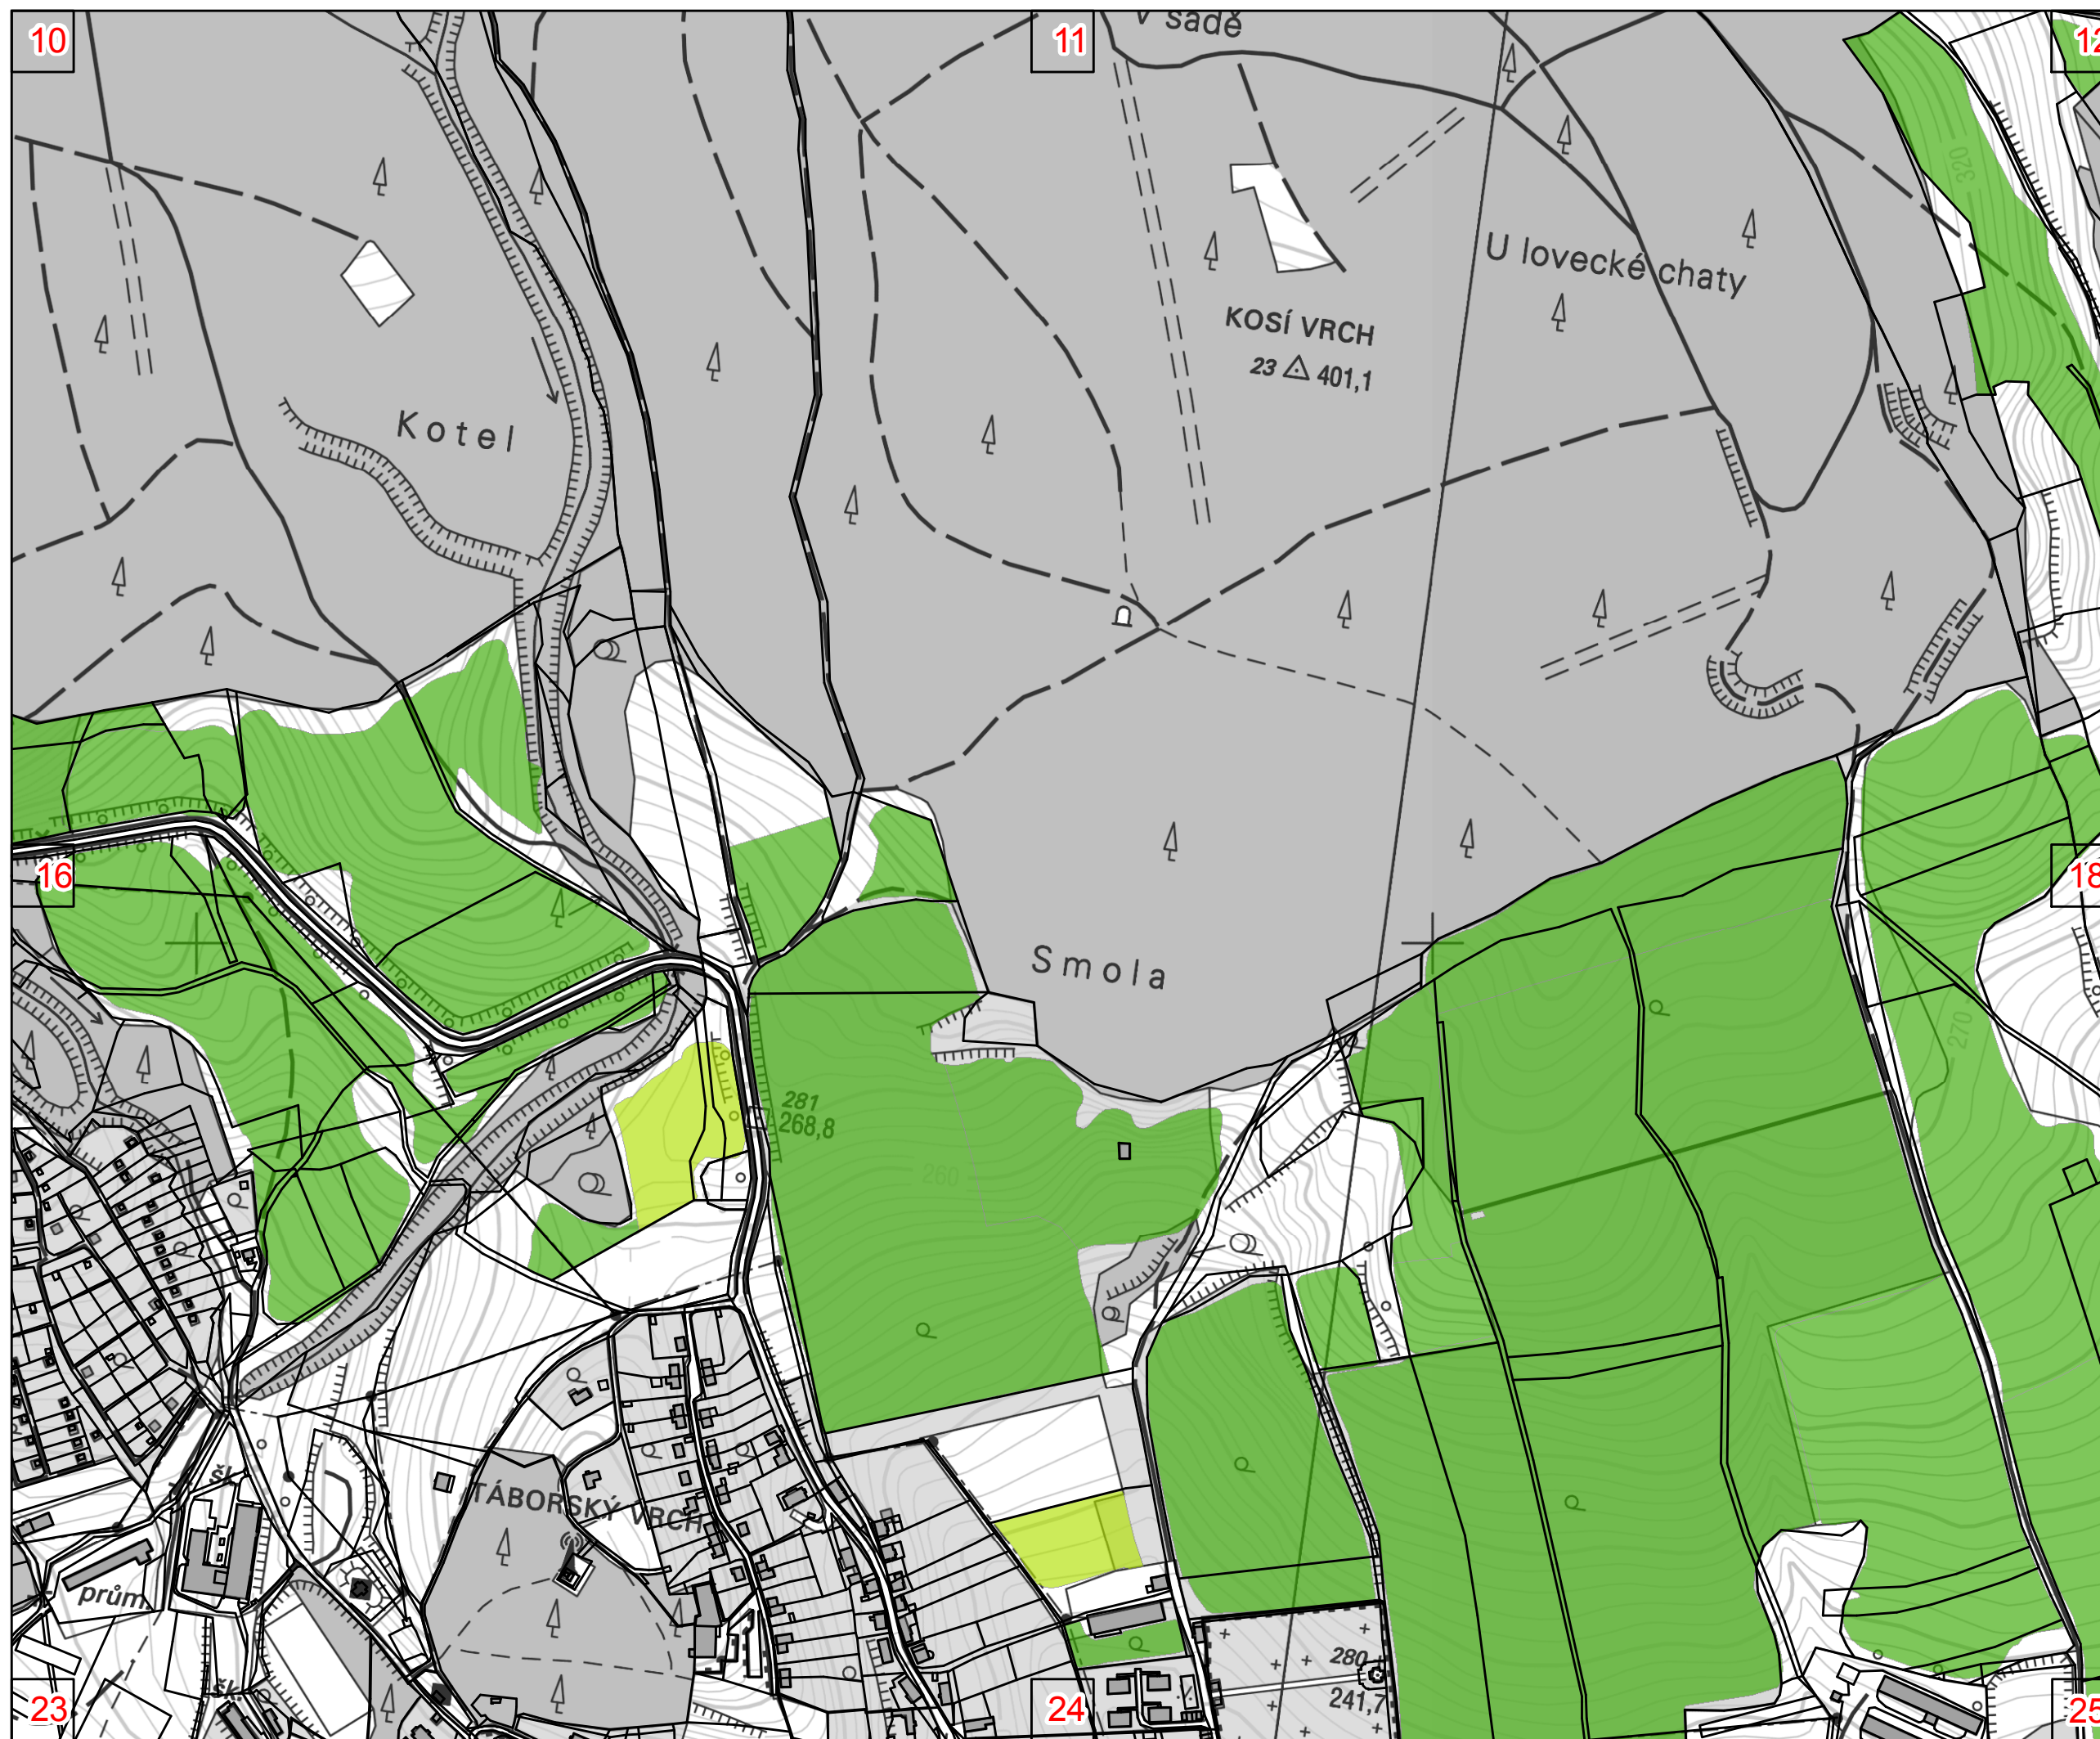 10
11
12
V sadě
320
U lovecké chaty
KOSÍ VRCH
23 401,1
Kotel
16
18
Smola
270
281
268,8
260
šk.
TÁBORSKÝ VRCH
prům.
280
241,7
šk.
23
24
25